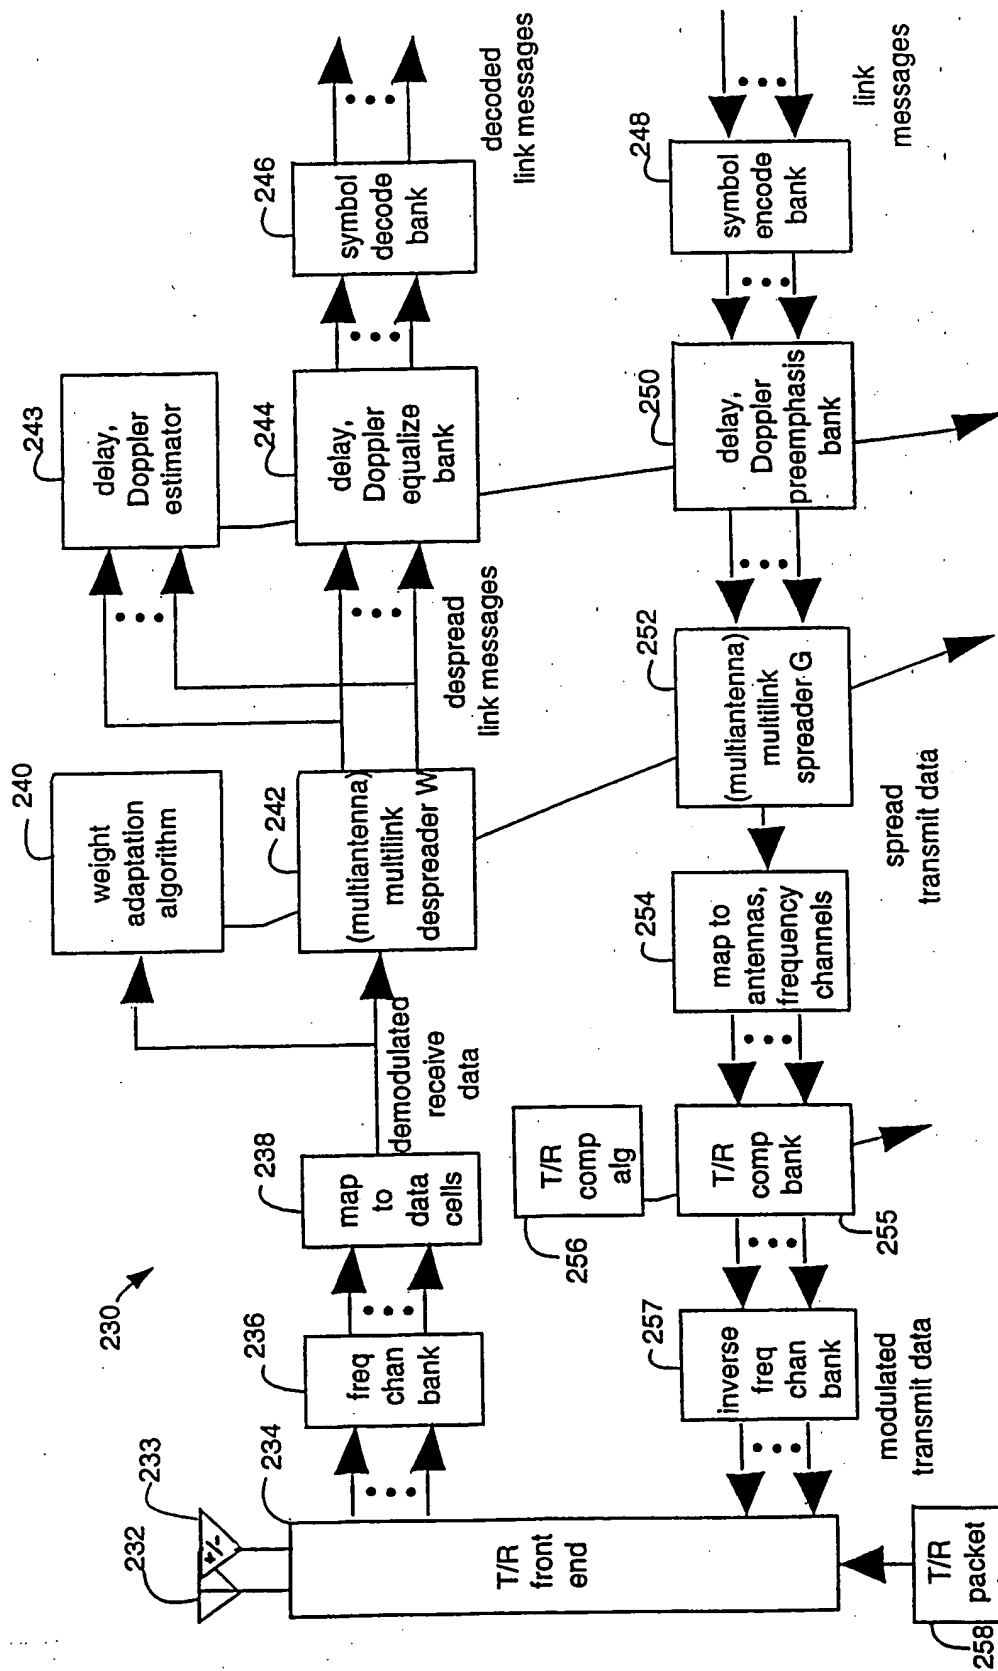 230
232
233
+/-
234
T/R
front
end
236
freq
chan
bank
238
map
to
data
cells
demodulated
receive
data
240
weight
adaptation
algorithm
242
(multiantenna)
multilink
despreader W
despread
link messages
243
delay,
Doppler
estimator
244
delay,
Doppler
equalize
bank
246
symbol
decode
bank
decoded
link messages
248
symbol
encode
bank
link
messages
250
delay,
Doppler
preemphasis
bank
252
(multiantenna)
multilink
spreader G
spread
transmit data
254
map to
antennas,
frequency
channels
T/R
comp
alg
256
T/R
comp
bank
255
257
inverse
freq
chan
bank
modulated
transmit data
T/R
packet
258